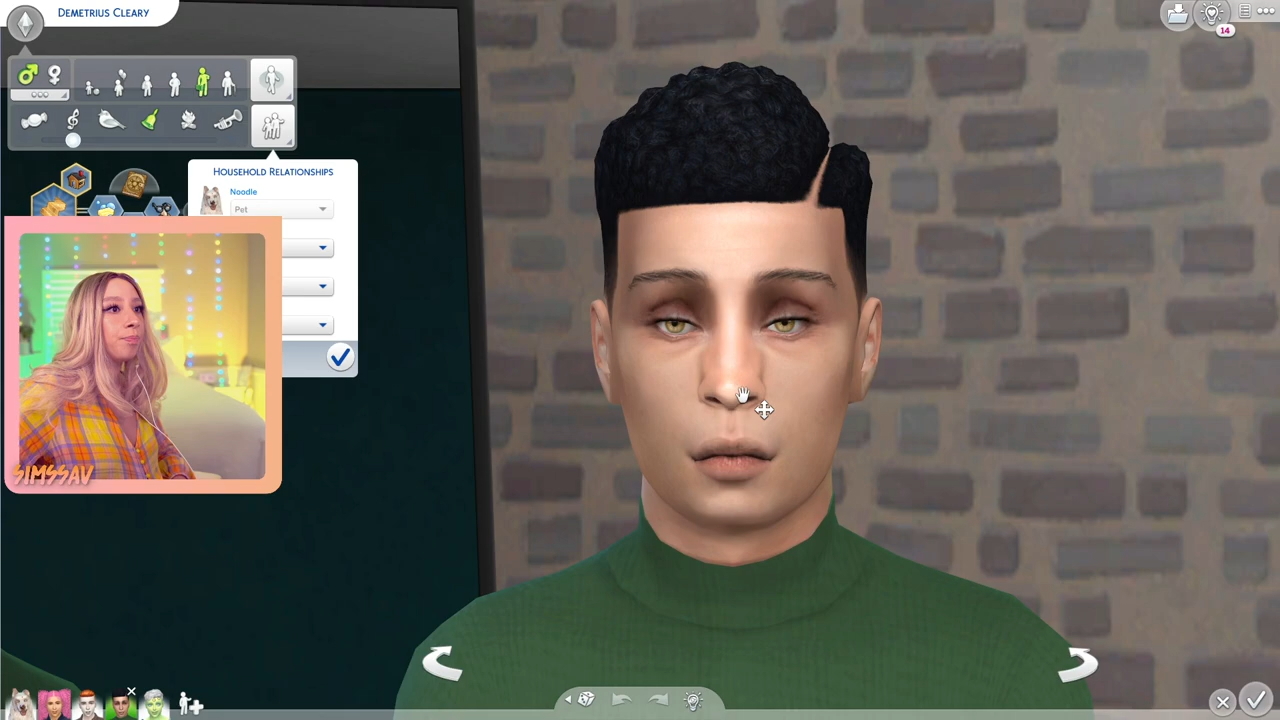 Demetrius Cleary
14
Household Relationships
Noodle
Pet
SIMSSAV